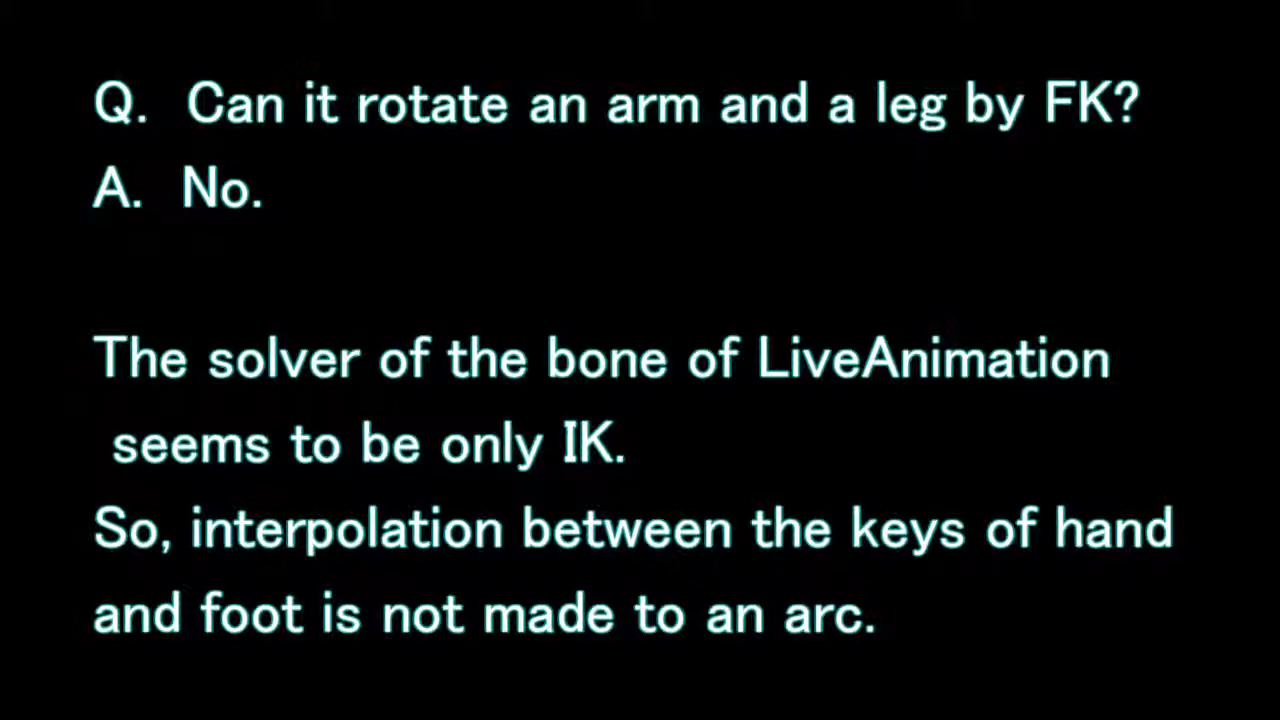 Q. Can it rotate an arm and a leg by FK?
A. No.
The solver of the bone of LiveAnimation
seems to be only IK.
So, interpolation between the keys of hand
and foot is not made to an arc.